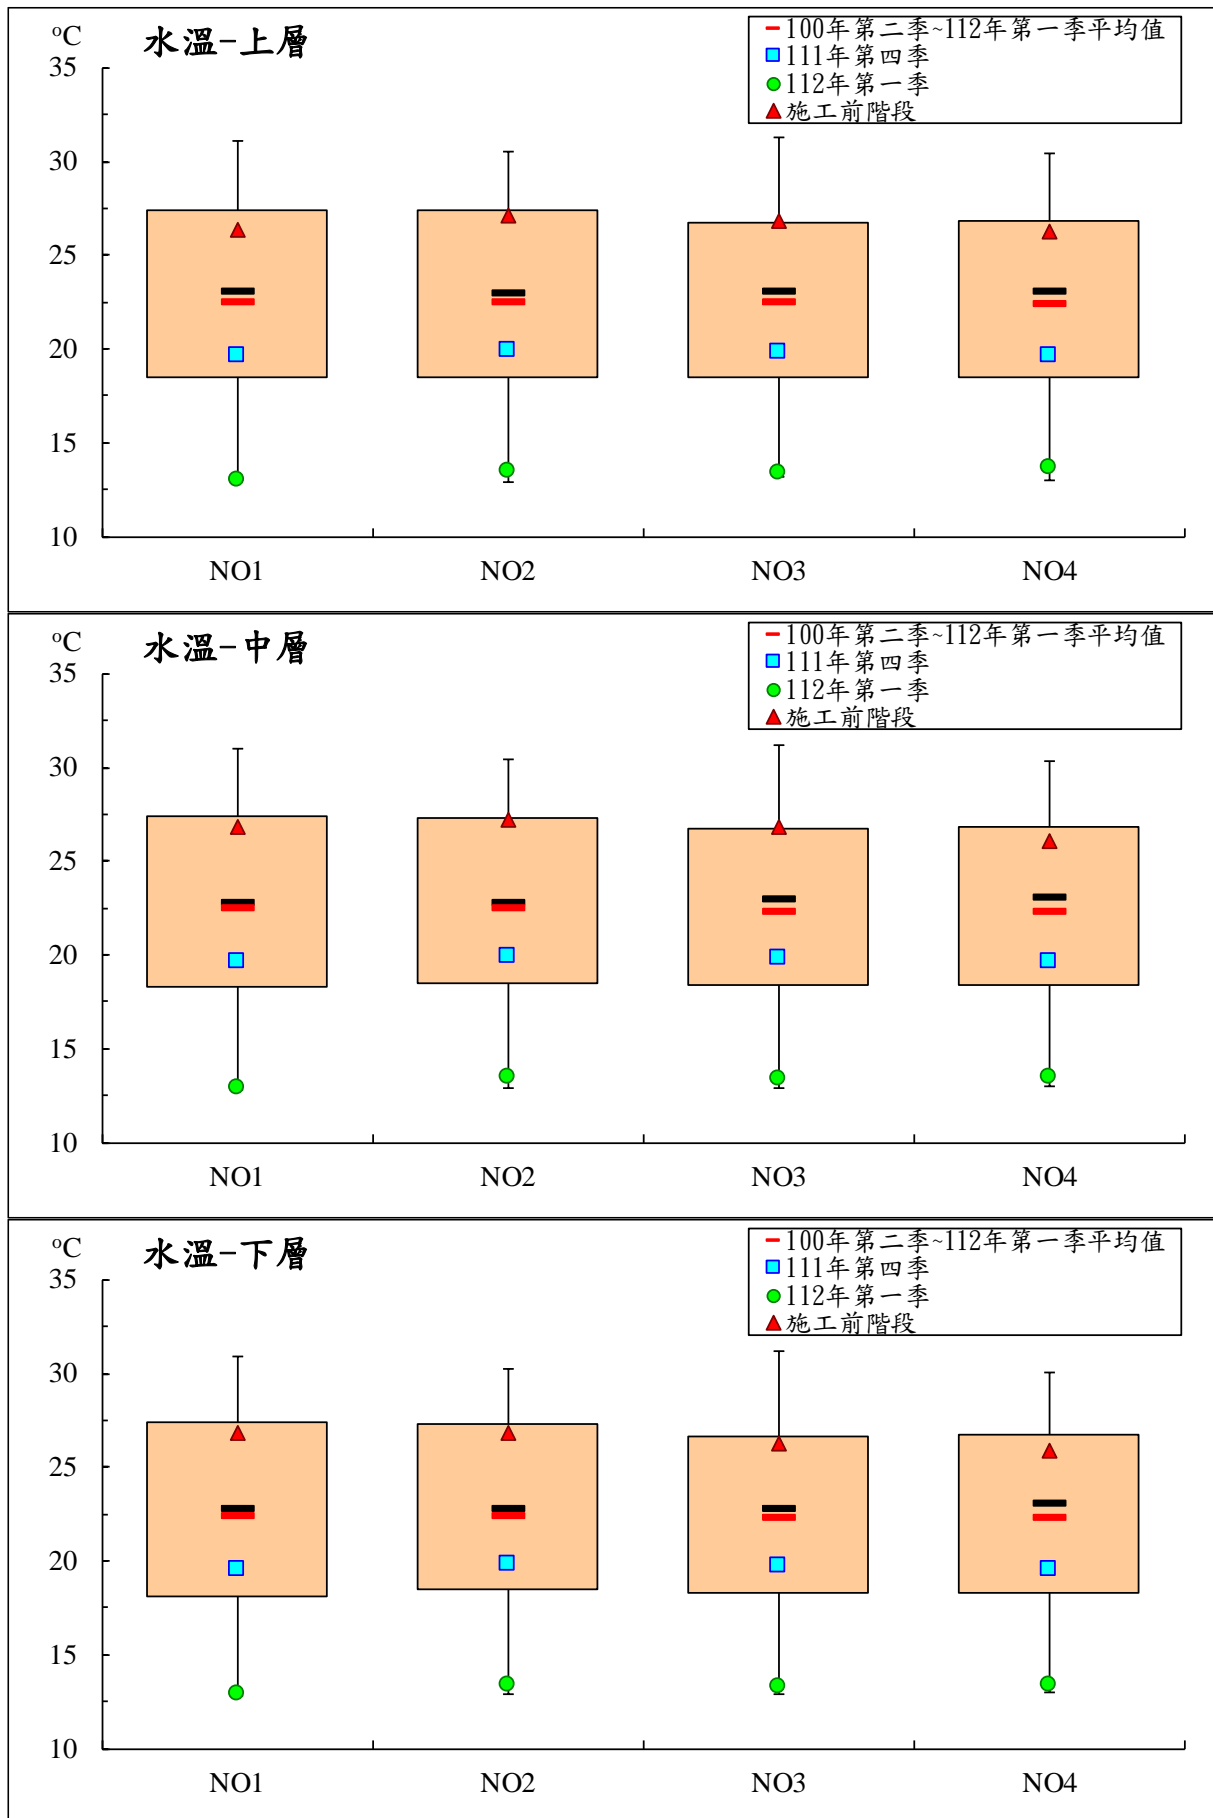 °C 水溫-上層
100年第二季~112年第一季平均值
111年第四季
112年第一季
施工前階段
35
30
25
20
15
10
NO1 NO2 NO3 NO4
°C 水溫-中層
100年第二季~112年第一季平均值
111年第四季
112年第一季
施工前階段
35
30
25
20
15
10
NO1 NO2 NO3 NO4
°C 水溫-下層
100年第二季~112年第一季平均值
111年第四季
112年第一季
施工前階段
35
30
25
20
15
10
NO1 NO2 NO3 NO4